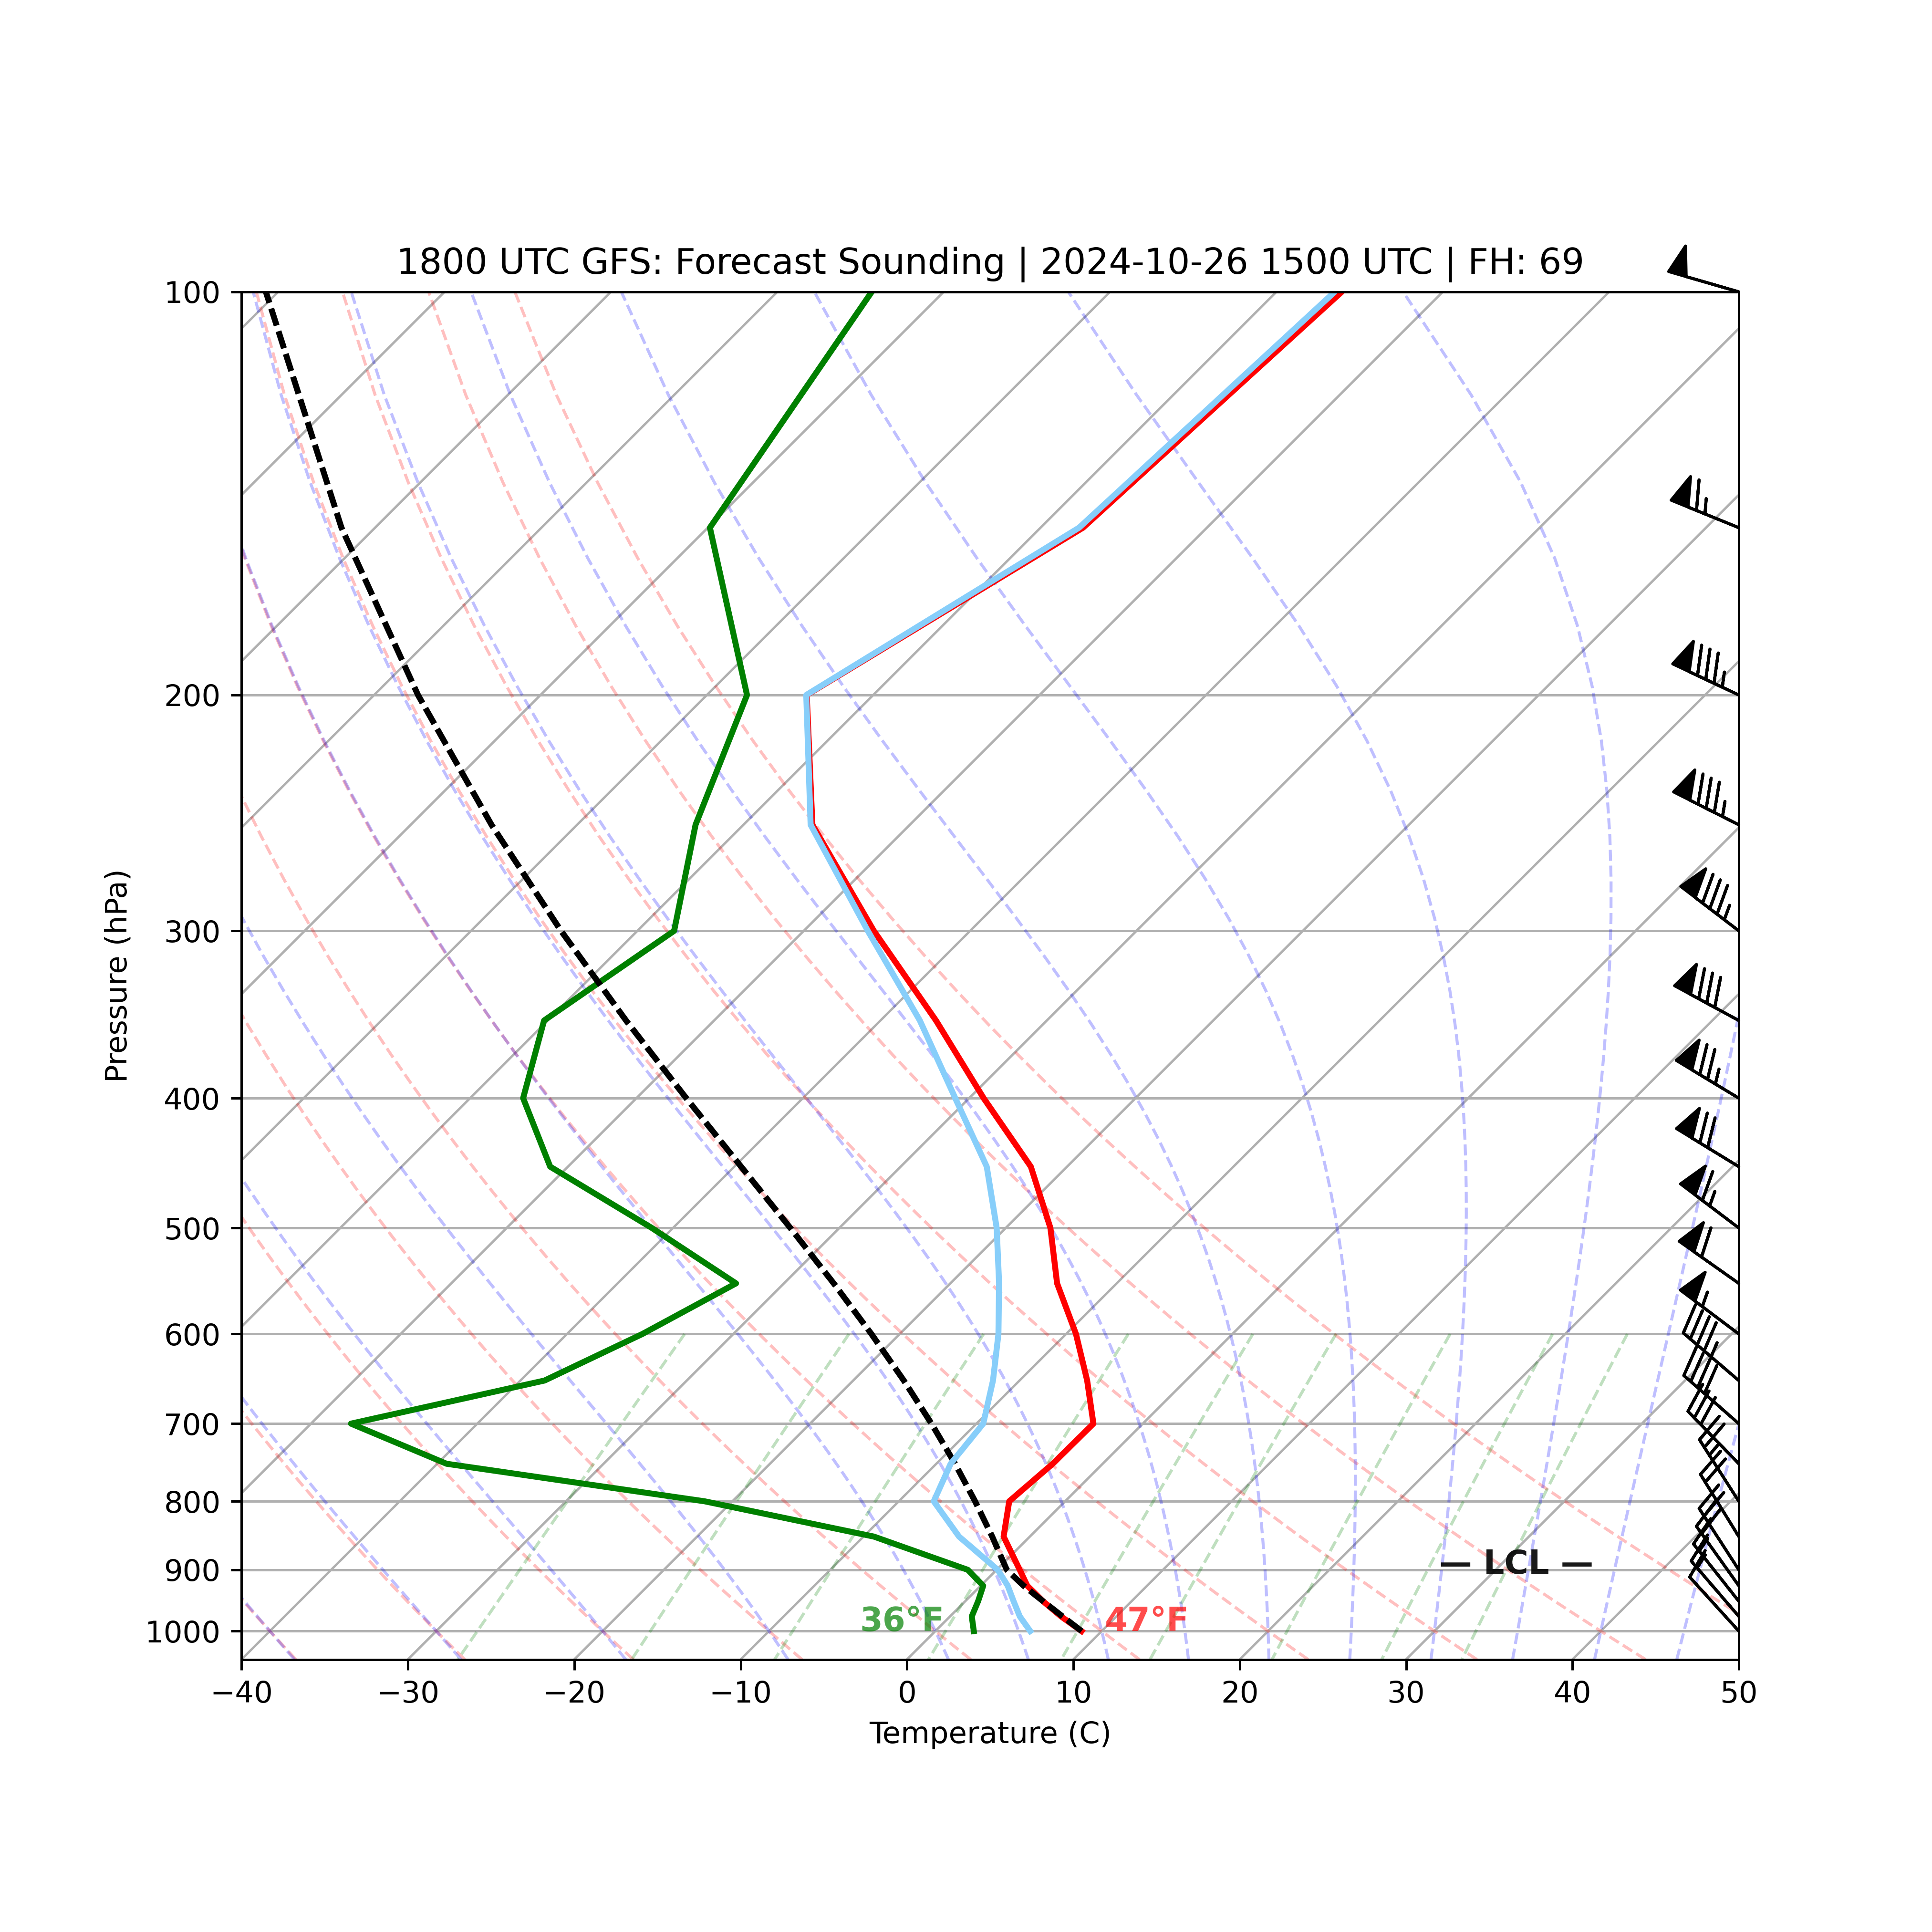 1800 UTC GFS: Forecast Sounding | 2024-10-26 1500 UTC | FH: 69
100
200
300
400
500
600
700
800
900
1000
Pressure (hPa)
— LCL —
36°F
47°F
−40 −30 −20 −10 0 10 20 30 40 50
Temperature (C)